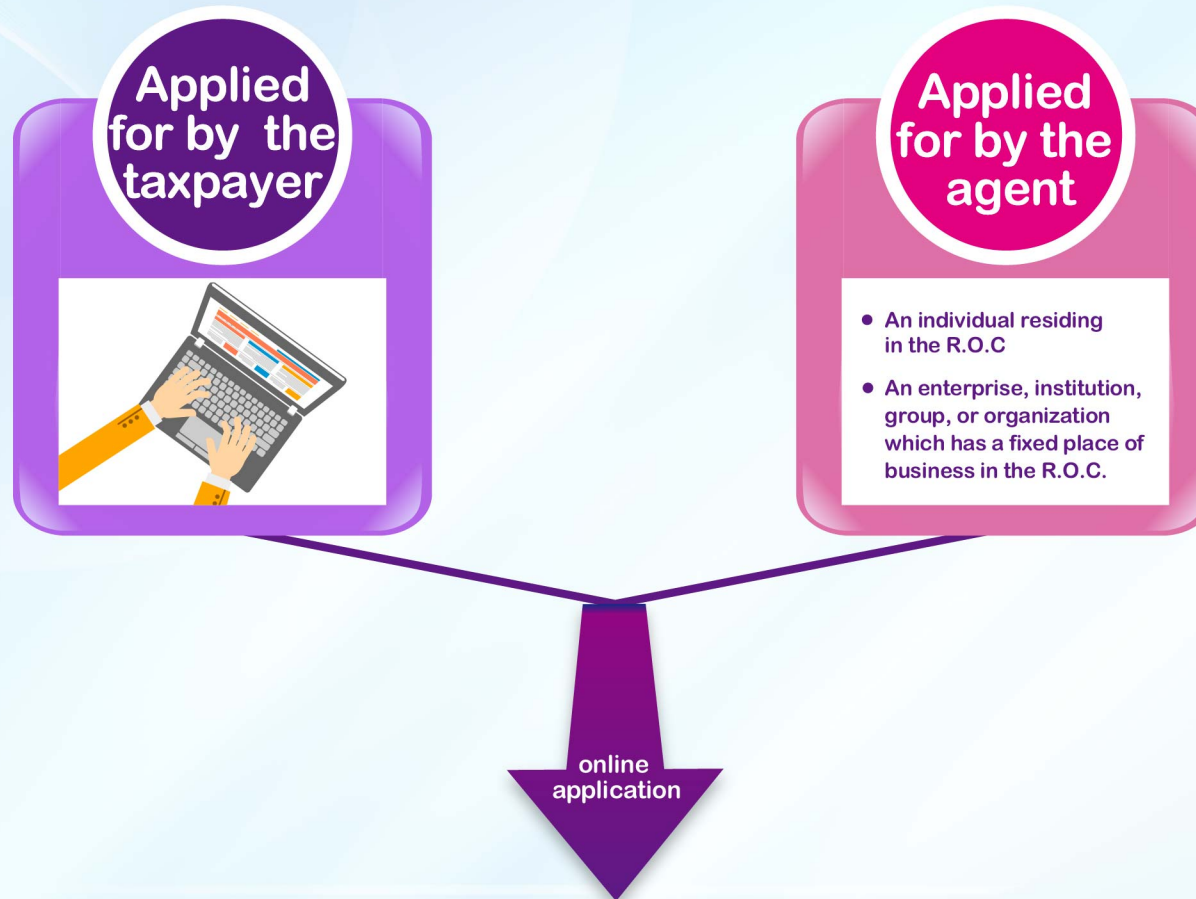 Applied
for by the
taxpayer
Applied
for by the
agent
• An individual residing
in the R.O.C
• An enterprise, institution,
group, or organization
which has a fixed place of
business in the R.O.C.
online
application